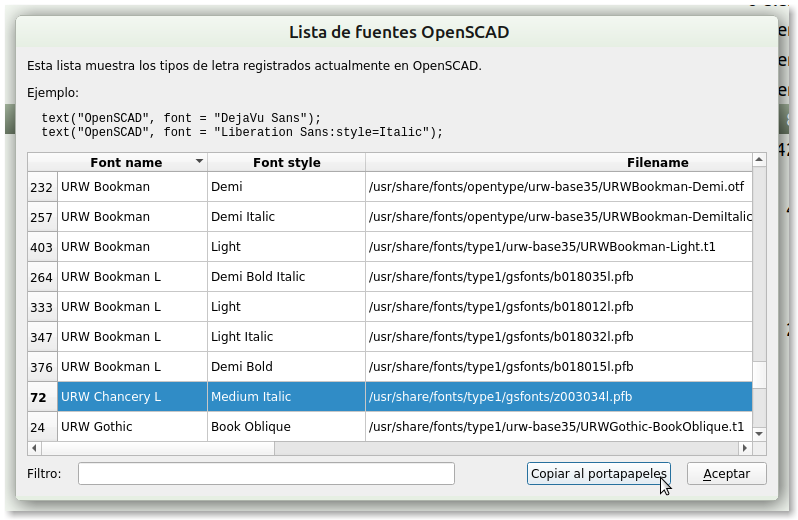 Lista de fuentes OpenSCAD
Esta lista muestra los tipos de letra registrados actualmente en OpenSCAD.
Ejemplo:
text("OpenSCAD", font = "DejaVu Sans");
text("OpenSCAD", font = "Liberation Sans:style=Italic");
Font name Font style Filename
232 URW Bookman Demi /usr/share/fonts/opentype/urw-base35/URWBookman-Demi.otf
257 URW Bookman Demi Italic /usr/share/fonts/opentype/urw-base35/URWBookman-DemiItalic
403 URW Bookman Light /usr/share/fonts/type1/urw-base35/URWBookman-Light.t1
264 URW Bookman L Demi Bold Italic /usr/share/fonts/type1/gsfonts/b018035l.pfb
333 URW Bookman L Light /usr/share/fonts/type1/gsfonts/b018012l.pfb
347 URW Bookman L Light Italic /usr/share/fonts/type1/gsfonts/b018032l.pfb
376 URW Bookman L Demi Bold /usr/share/fonts/type1/gsfonts/b018015l.pfb
72 URW Chancery L Medium Italic /usr/share/fonts/type1/gsfonts/z003034l.pfb
24 URW Gothic Book Oblique /usr/share/fonts/type1/urw-base35/URWGothic-BookOblique.t1
Filtro: Copiar al portapapeles Aceptar